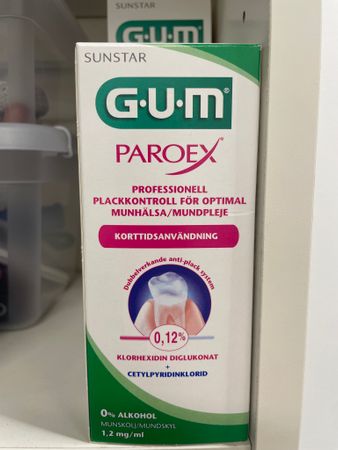 SUNSTAR
SUNSTAR
G·U·M®
PAROEX®
PROFESSIONELL
PLACKKONTROLL FÖR OPTIMAL
MUNHÄLSA/MUNDPLEJE
KORTTIDSANVÄNDNING
Dubbelverkande anti-plack system
0,12%
KLORHEXIDIN DIGLUKONAT
+
CETYLPYRIDINKLORID
0% ALKOHOL
MUNSKÖLJ/MUNDSKYL
1,2 mg/ml